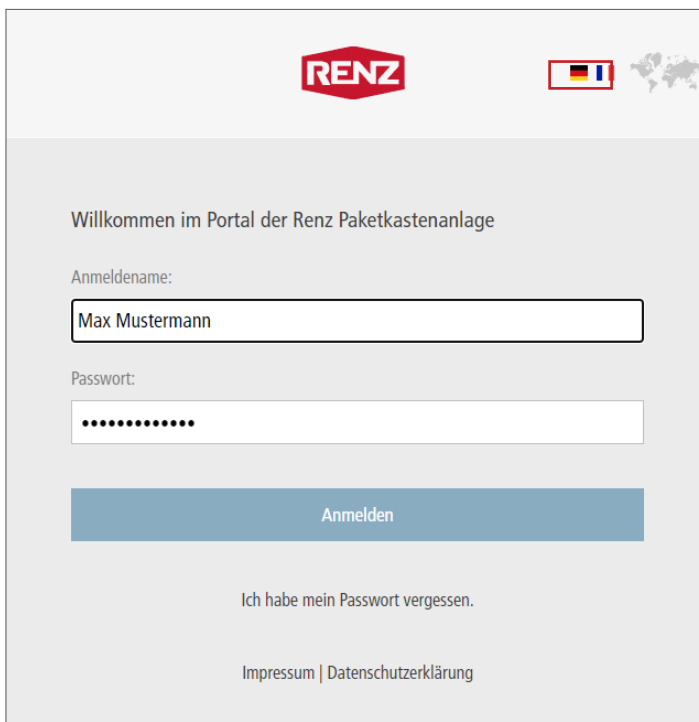 RENZ
Willkommen im Portal der Renz Paketkastenanlage
Anmeldename:
Max Mustermann
Passwort:
•••••••••••••
Anmelden
Ich habe mein Passwort vergessen.
Impressum | Datenschutzerklärung